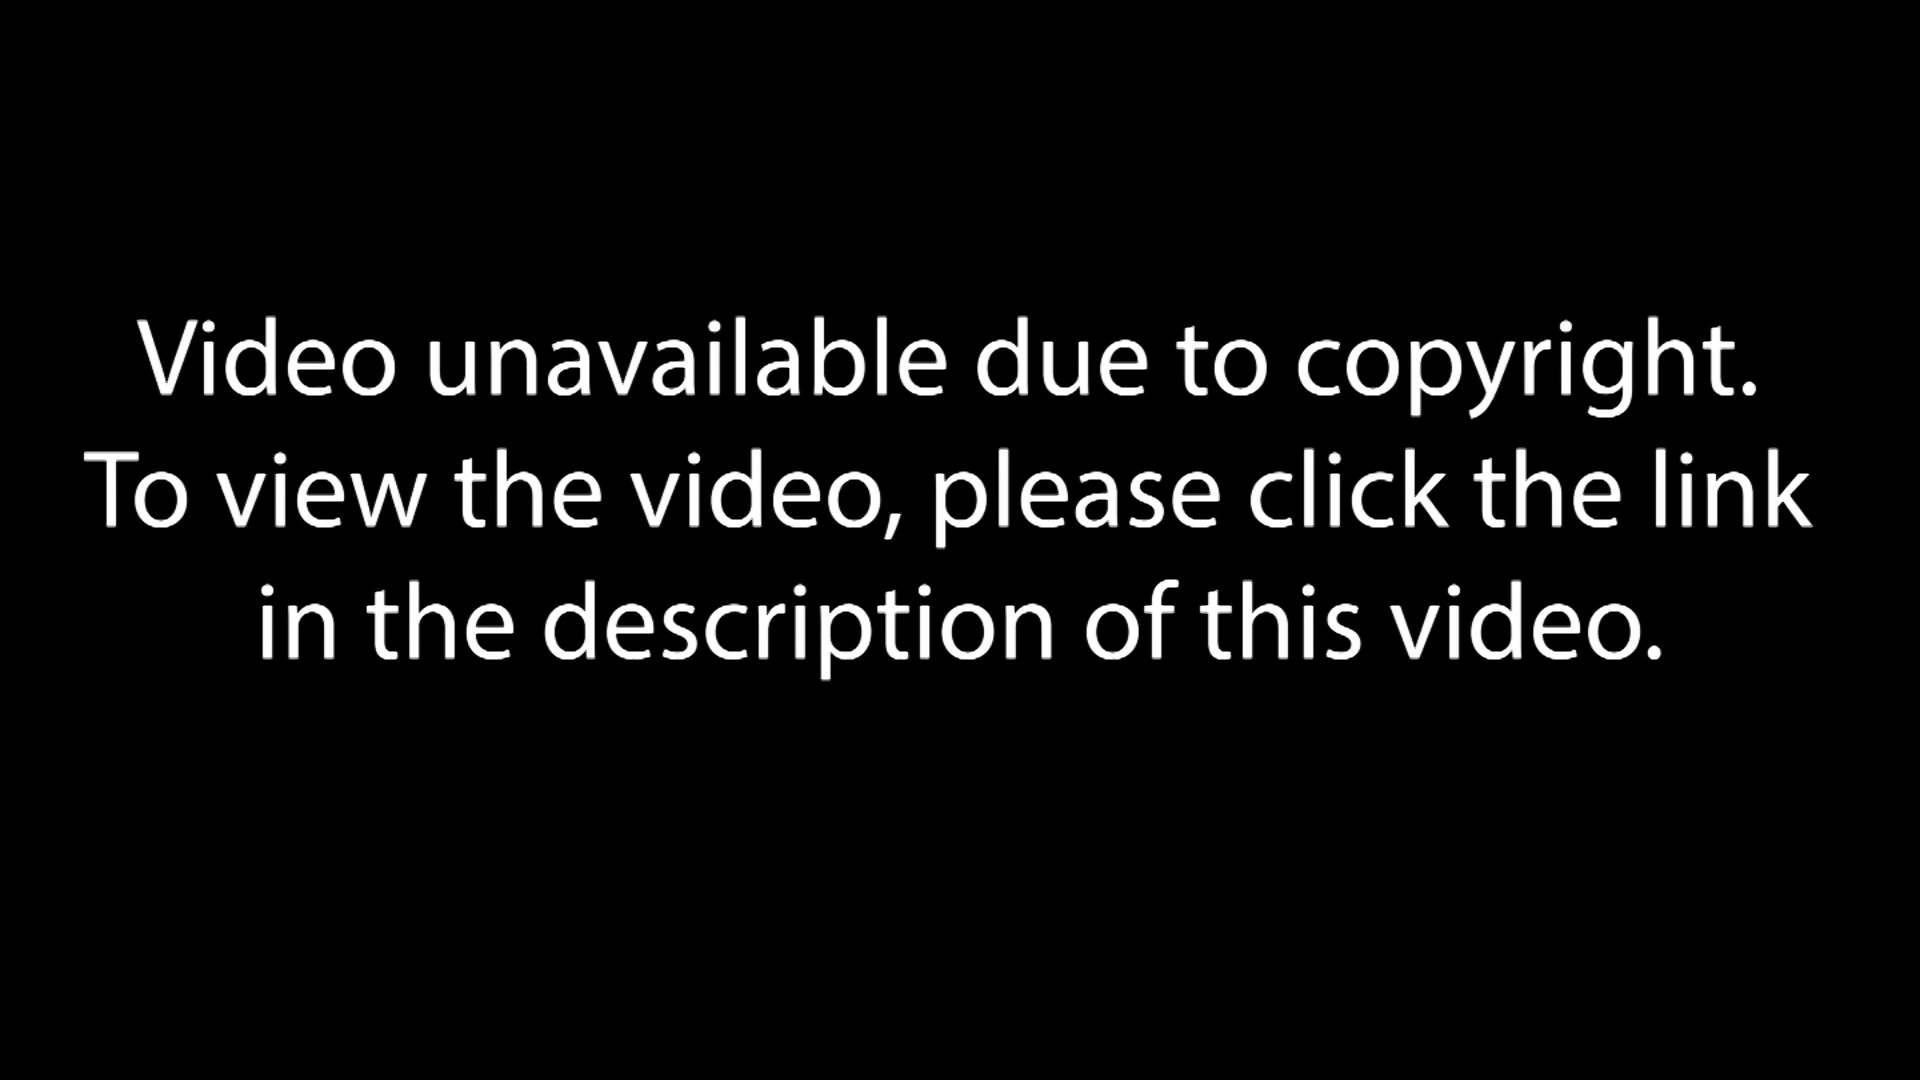 Video unavailable due to copyright.
To view the video, please click the link
in the description of this video.